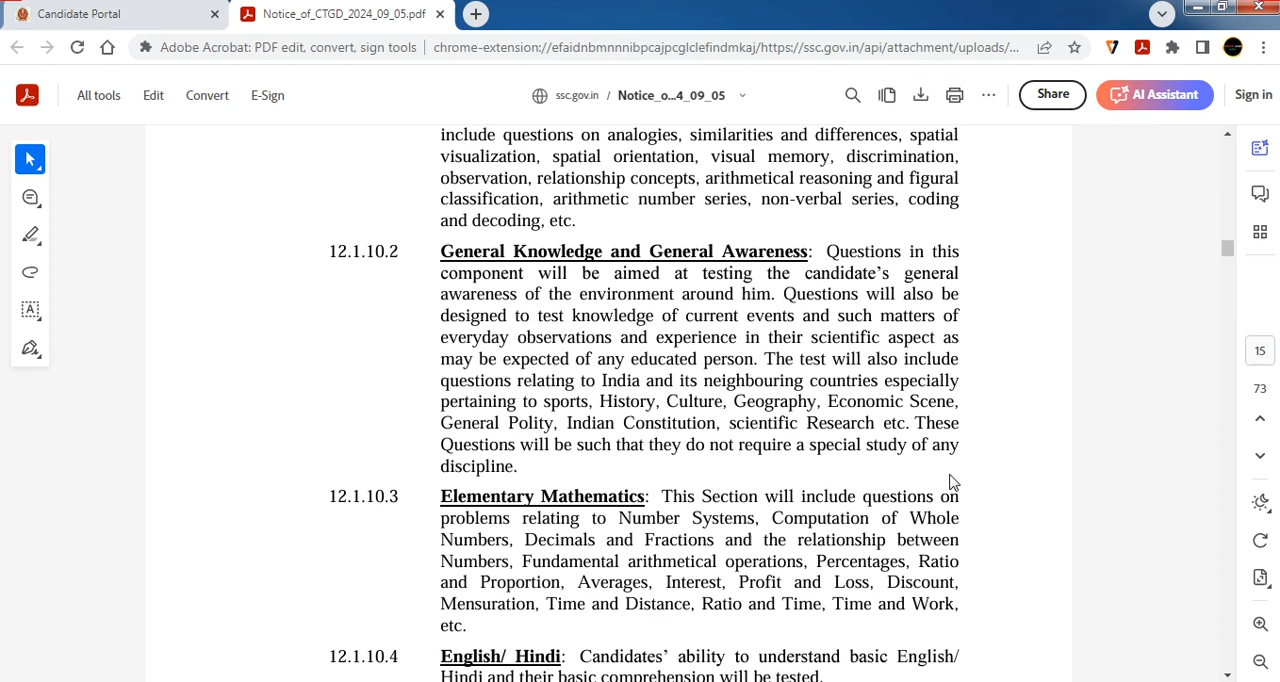 Candidate Portal
Notice_of_CTGD_2024_09_05.pdf
Adobe Acrobat: PDF edit, convert, sign tools
chrome-extension://efaidnbmnnnibpcajpcglclefindmkaj/https://ssc.gov.in/api/attachment/uploads/...
All tools Edit Convert E-Sign
ssc.gov.in / Notice_o...4_09_05
Share
AI Assistant
Sign in
include questions on analogies, similarities and differences, spatial
visualization, spatial orientation, visual memory, discrimination,
observation, relationship concepts, arithmetical reasoning and figural
classification, arithmetic number series, non-verbal series, coding
and decoding, etc.
12.1.10.2 General Knowledge and General Awareness: Questions in this
component will be aimed at testing the candidate's general
awareness of the environment around him. Questions will also be
designed to test knowledge of current events and such matters of
everyday observations and experience in their scientific aspect as
may be expected of any educated person. The test will also include
questions relating to India and its neighbouring countries especially
pertaining to sports, History, Culture, Geography, Economic Scene,
General Polity, Indian Constitution, scientific Research etc. These
Questions will be such that they do not require a special study of any
discipline.
12.1.10.3 Elementary Mathematics: This Section will include questions on
problems relating to Number Systems, Computation of Whole
Numbers, Decimals and Fractions and the relationship between
Numbers, Fundamental arithmetical operations, Percentages, Ratio
and Proportion, Averages, Interest, Profit and Loss, Discount,
Mensuration, Time and Distance, Ratio and Time, Time and Work,
etc.
12.1.10.4 English/ Hindi: Candidates' ability to understand basic English/
Hindi and their basic comprehension will be tested.
15
73